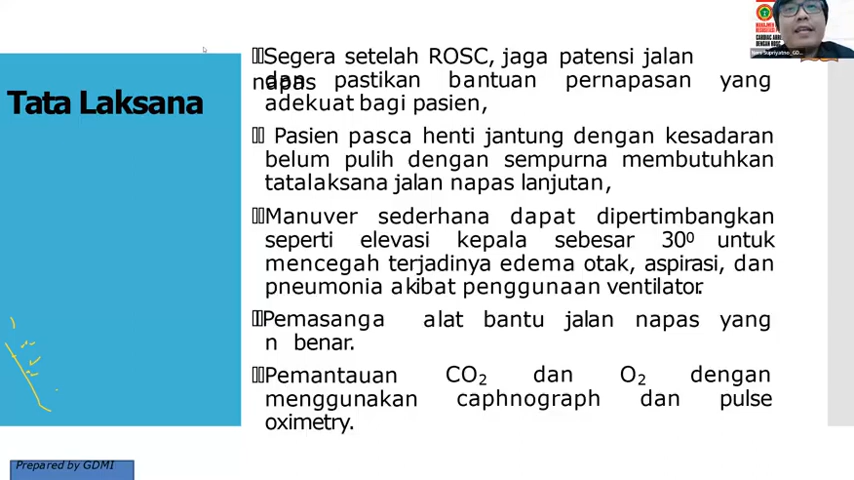 Tata Laksana
Segera setelah ROSC, jaga patensi jalan
napas
dan pastikan bantuan pernapasan yang
adekuat bagi pasien,
Pasien pasca henti jantung dengan kesadaran
belum pulih dengan sempurna membutuhkan
tatalaksana jalan napas lanjutan,
Manuver sederhana dapat dipertimbangkan
seperti elevasi kepala sebesar 30⁰ untuk
mencegah terjadinya edema otak, aspirasi, dan
pneumonia akibat penggunaan ventilator.
Pemasanga alat bantu jalan napas yang
n benar.
Pemantauan CO₂ dan O₂ dengan
menggunakan caphnograph dan pulse
oximetry.
Prepared by GDMI